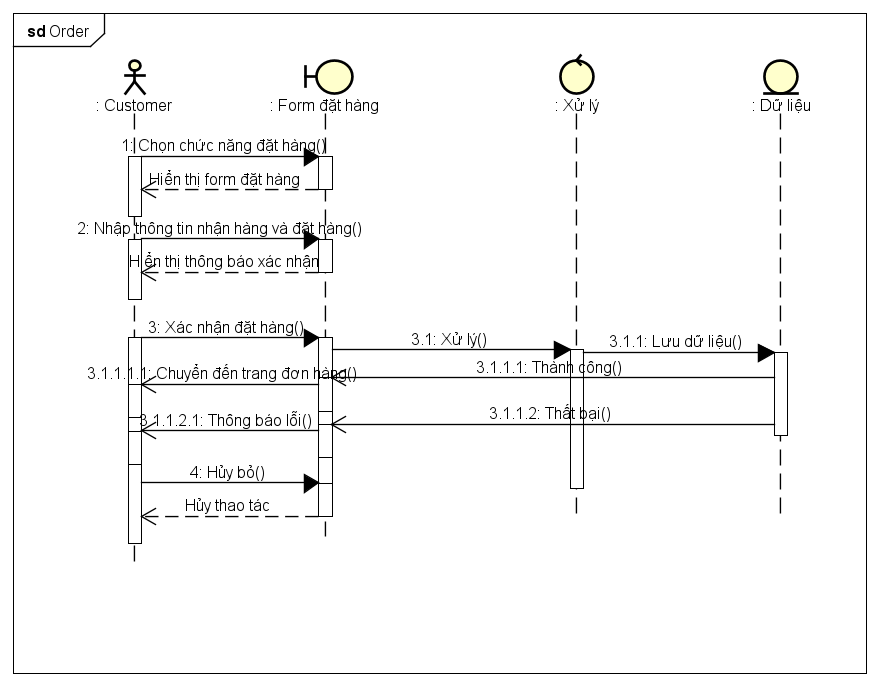 sd Order
: Customer
: Form đặt hàng
: Xử lý
: Dữ liệu
1: Chọn chức năng đặt hàng()
Hiển thị form đặt hàng
2: Nhập thông tin nhận hàng và đặt hàng()
Hiển thị thông báo xác nhận
3: Xác nhận đặt hàng()
3.1: Xử lý()
3.1.1: Lưu dữ liệu()
3.1.1.1.1: Chuyển đến trang đơn hàng()
3.1.1.1: Thành công()
3.1.1.2.1: Thông báo lỗi()
3.1.1.2: Thất bại()
4: Hủy bỏ()
Hủy thao tác